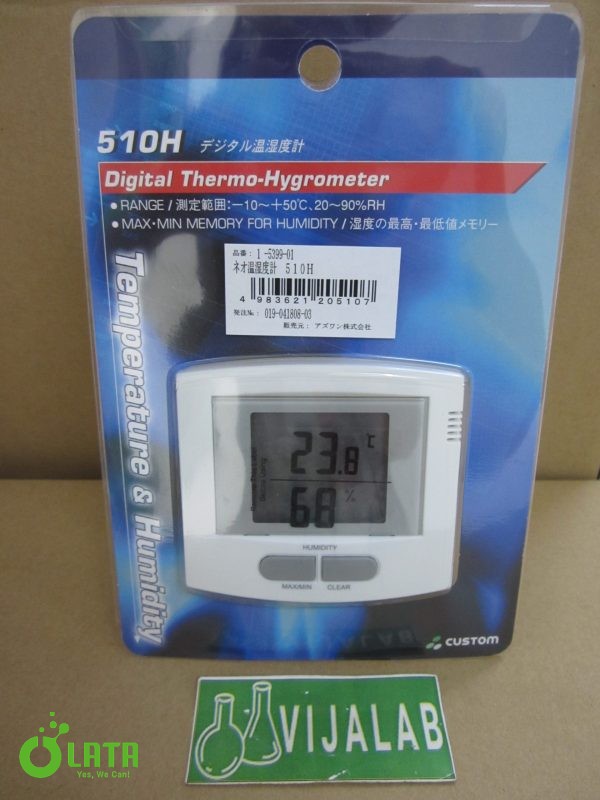 510H デジタル温湿度計
Digital Thermo-Hygrometer
● RANGE / 測定範囲:−10～＋50℃、20～90%RH
● MAX・MIN MEMORY FOR HUMIDITY / 湿度の最高・最低値メモリー
品番: 1-5399-01
ネオ温湿度計 510H
4 983621 205107
発注No: 019-041808-03
販売元: アズワン株式会社
Temperature & Humidity
23.8 ℃
68 %
HUMIDITY
MAX/MIN CLEAR
CUSTOM
VIJALAB
OLATA
Yes, We Can!